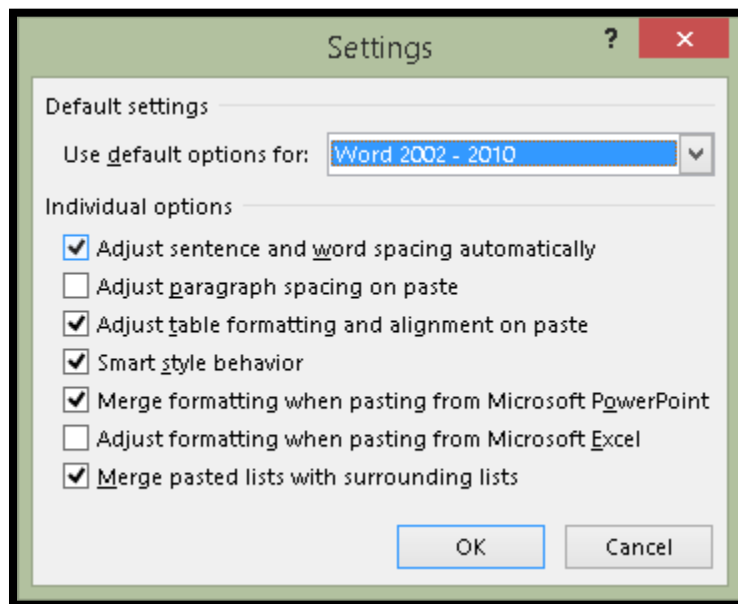 Settings
?
Default settings
Use default options for: Word 2002 - 2010
Individual options
Adjust sentence and word spacing automatically
Adjust paragraph spacing on paste
Adjust table formatting and alignment on paste
Smart style behavior
Merge formatting when pasting from Microsoft PowerPoint
Adjust formatting when pasting from Microsoft Excel
Merge pasted lists with surrounding lists
OK Cancel